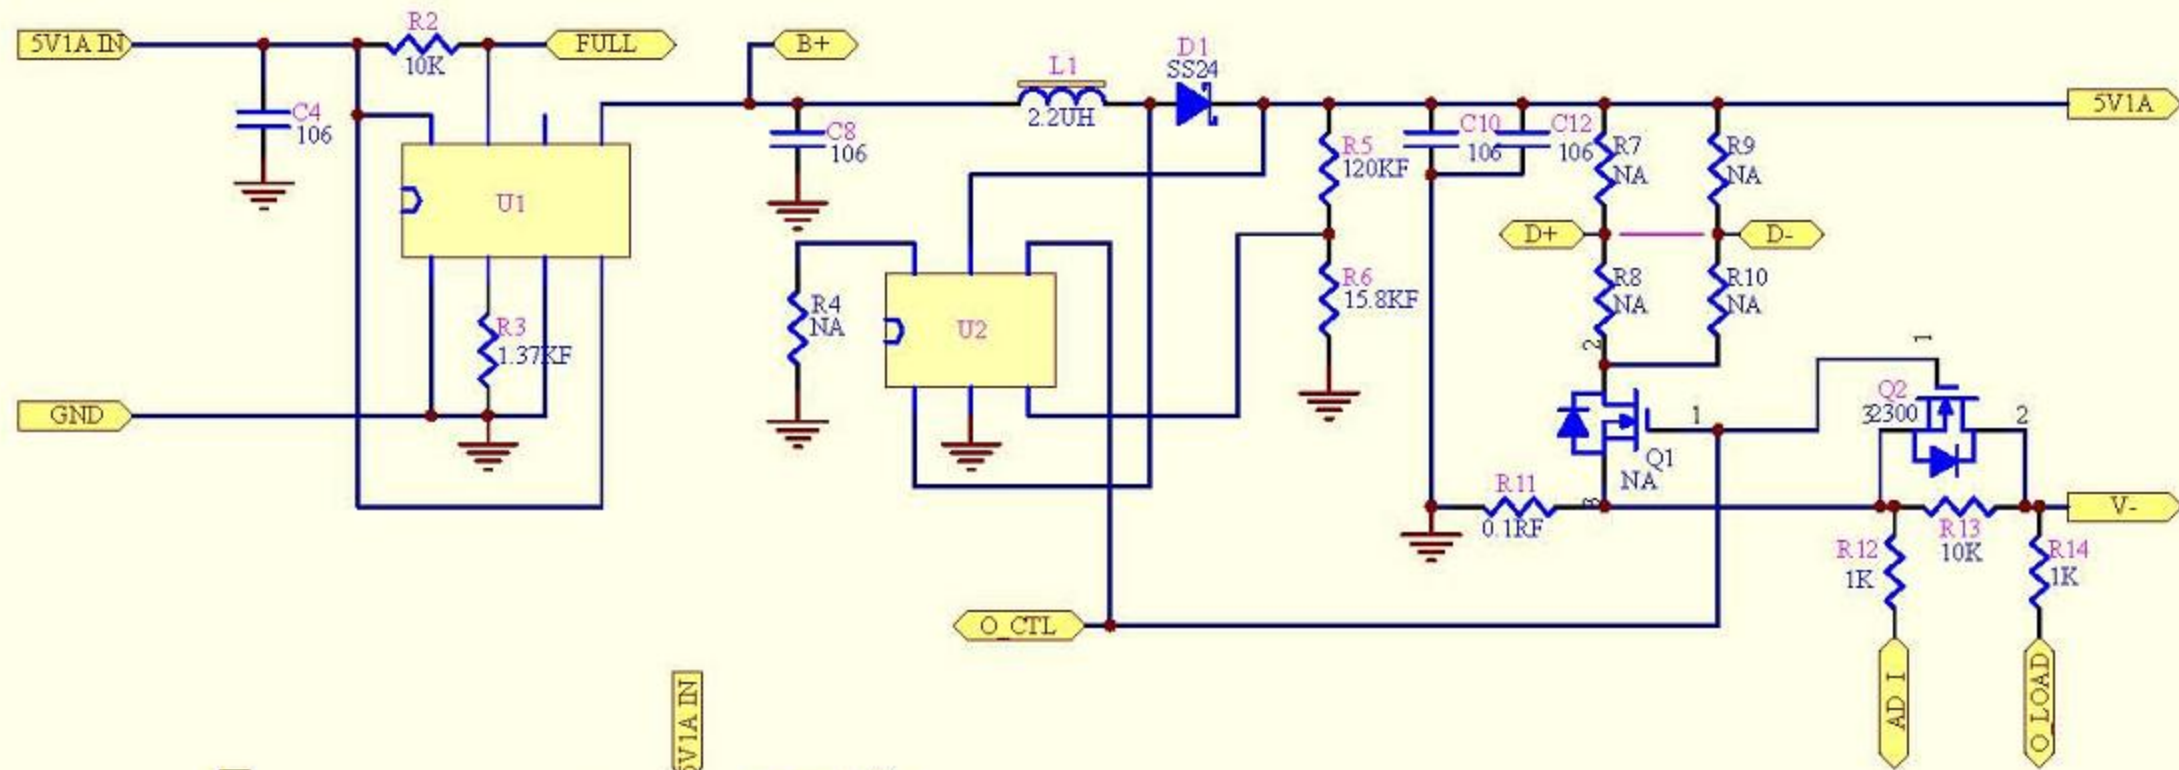 5V1A IN
R2
10K
FULL
B+
C4
106
U1
R3
1.37KF
GND
C8
106
L1
2.2UH
D1
SS24
R4
NA
U2
R5
120KF
R6
15.8KF
C10
106
C12
106
R7
NA
R9
NA
5V1A
D+
D-
R8
NA
R10
NA
2
1
Q1
NA
3
1
Q2
3
2300
2
R11
0.1RF
R12
1K
R13
10K
R14
1K
V-
O_CTL
AD_I
O_LOAD
5V1A IN